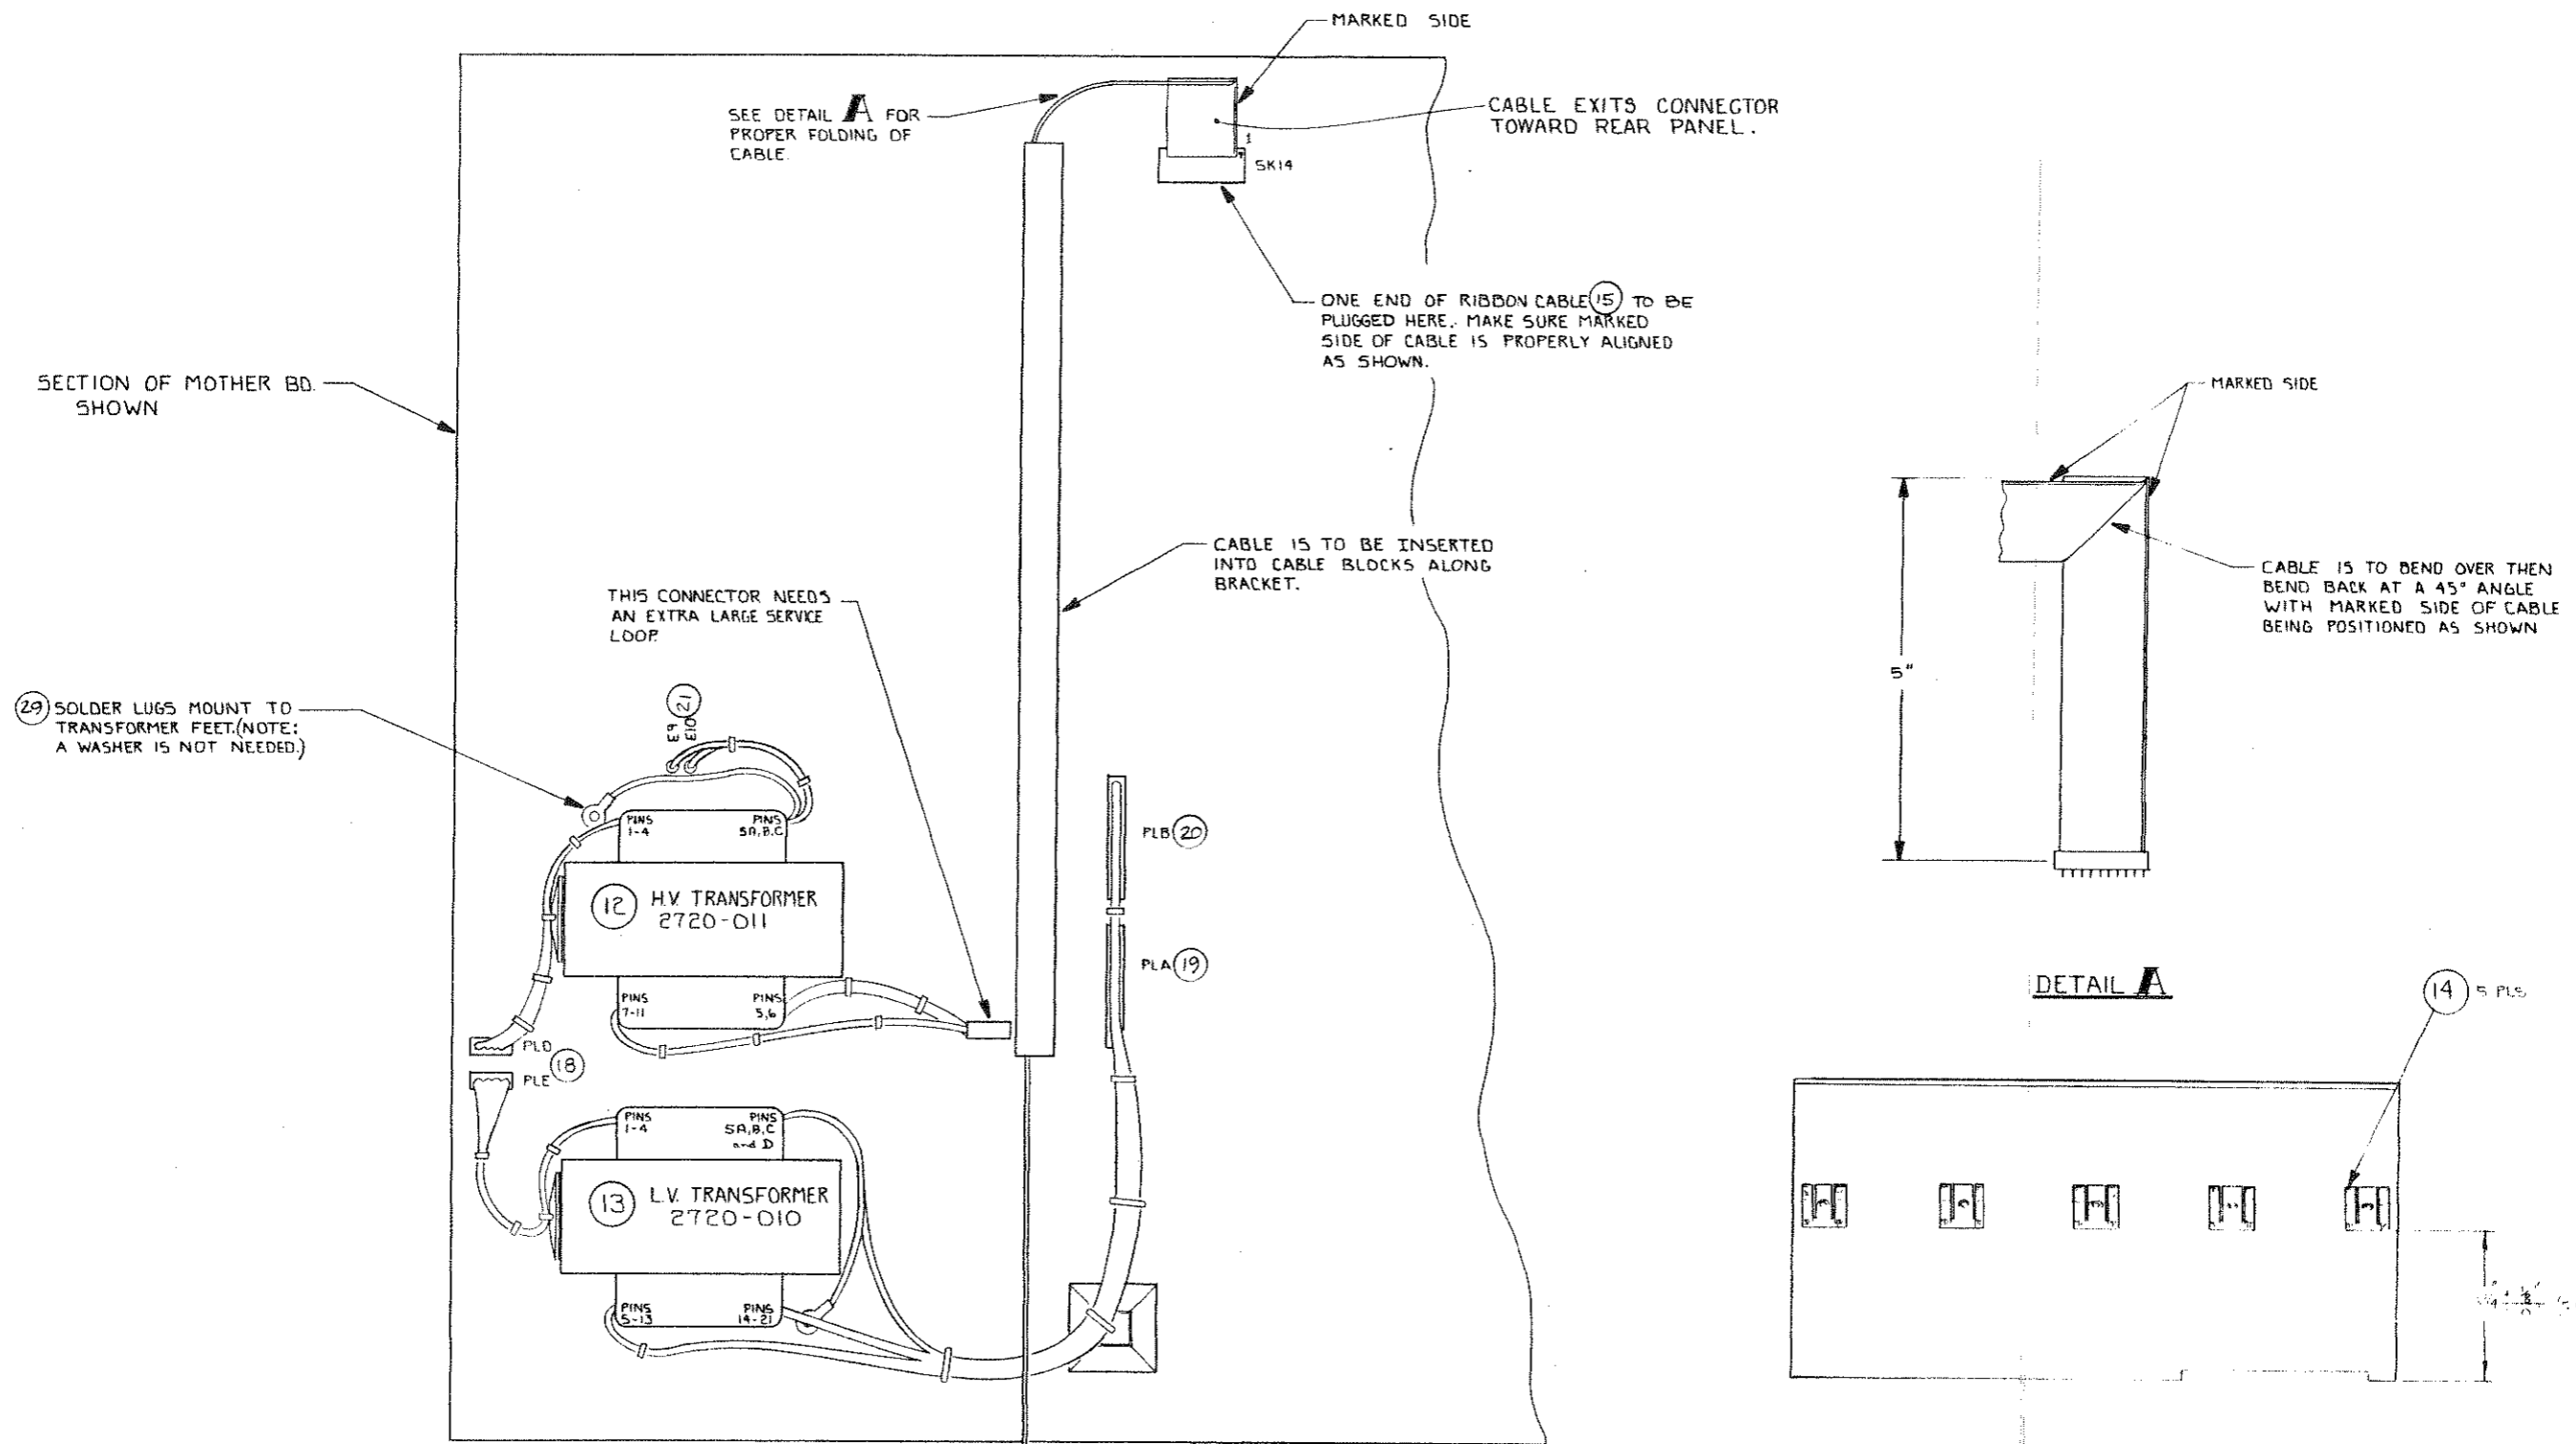 MARKED SIDE
SEE DETAIL A FOR
PROPER FOLDING OF
CABLE.
CABLE EXITS CONNECTOR
TOWARD REAR PANEL.
1
SK14
ONE END OF RIBBON CABLE 15 TO BE
PLUGGED HERE. MAKE SURE MARKED
SIDE OF CABLE IS PROPERLY ALIGNED
AS SHOWN.
SECTION OF MOTHER BD.
SHOWN
CABLE IS TO BE INSERTED
INTO CABLE BLOCKS ALONG
BRACKET.
THIS CONNECTOR NEEDS
AN EXTRA LARGE SERVICE
LOOP.
29 SOLDER LUGS MOUNT TO
TRANSFORMER FEET.(NOTE:
A WASHER IS NOT NEEDED.)
E9
E10 21
PINS
1-4
PINS
5A,B,C
12 H.V. TRANSFORMER
2720-011
PINS
7-11
PINS
5,6
PLB 20
PLA 19
PLD
PLE 18
PINS
1-4
PINS
5A,B,C
and D
13 L.V. TRANSFORMER
2720-010
PINS
5-13
PINS
14-21
MARKED SIDE
CABLE IS TO BEND OVER THEN
BEND BACK AT A 45° ANGLE
WITH MARKED SIDE OF CABLE
BEING POSITIONED AS SHOWN
5"
DETAIL A
14 5 PLS